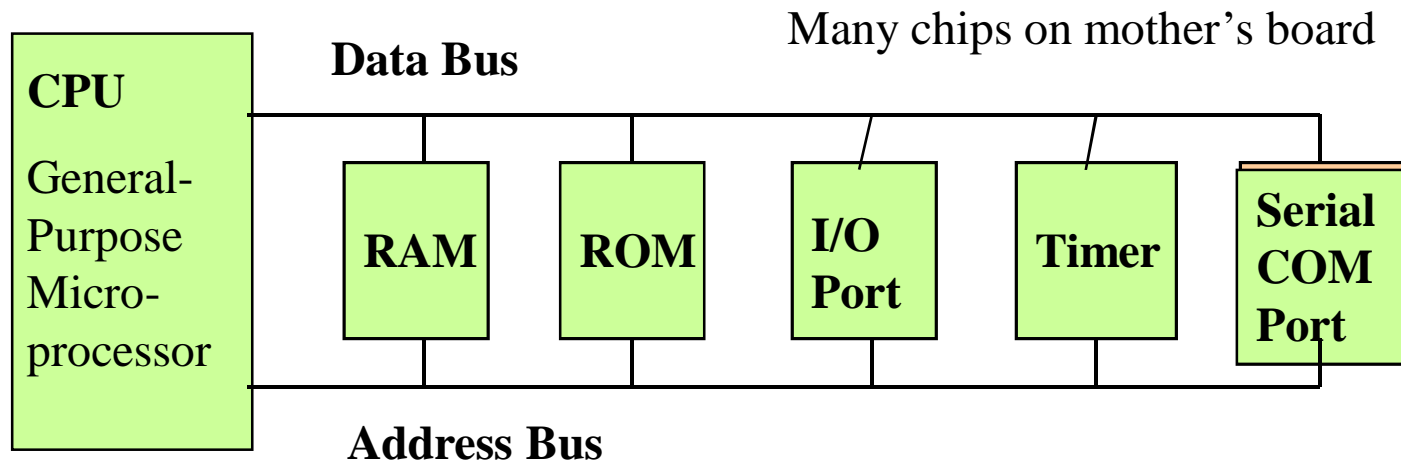 Many chips on mother’s board
Data Bus
CPU
General-
Purpose
Micro-
processor
RAM
ROM
I/O
Port
Timer
Serial
COM
Port
Address Bus